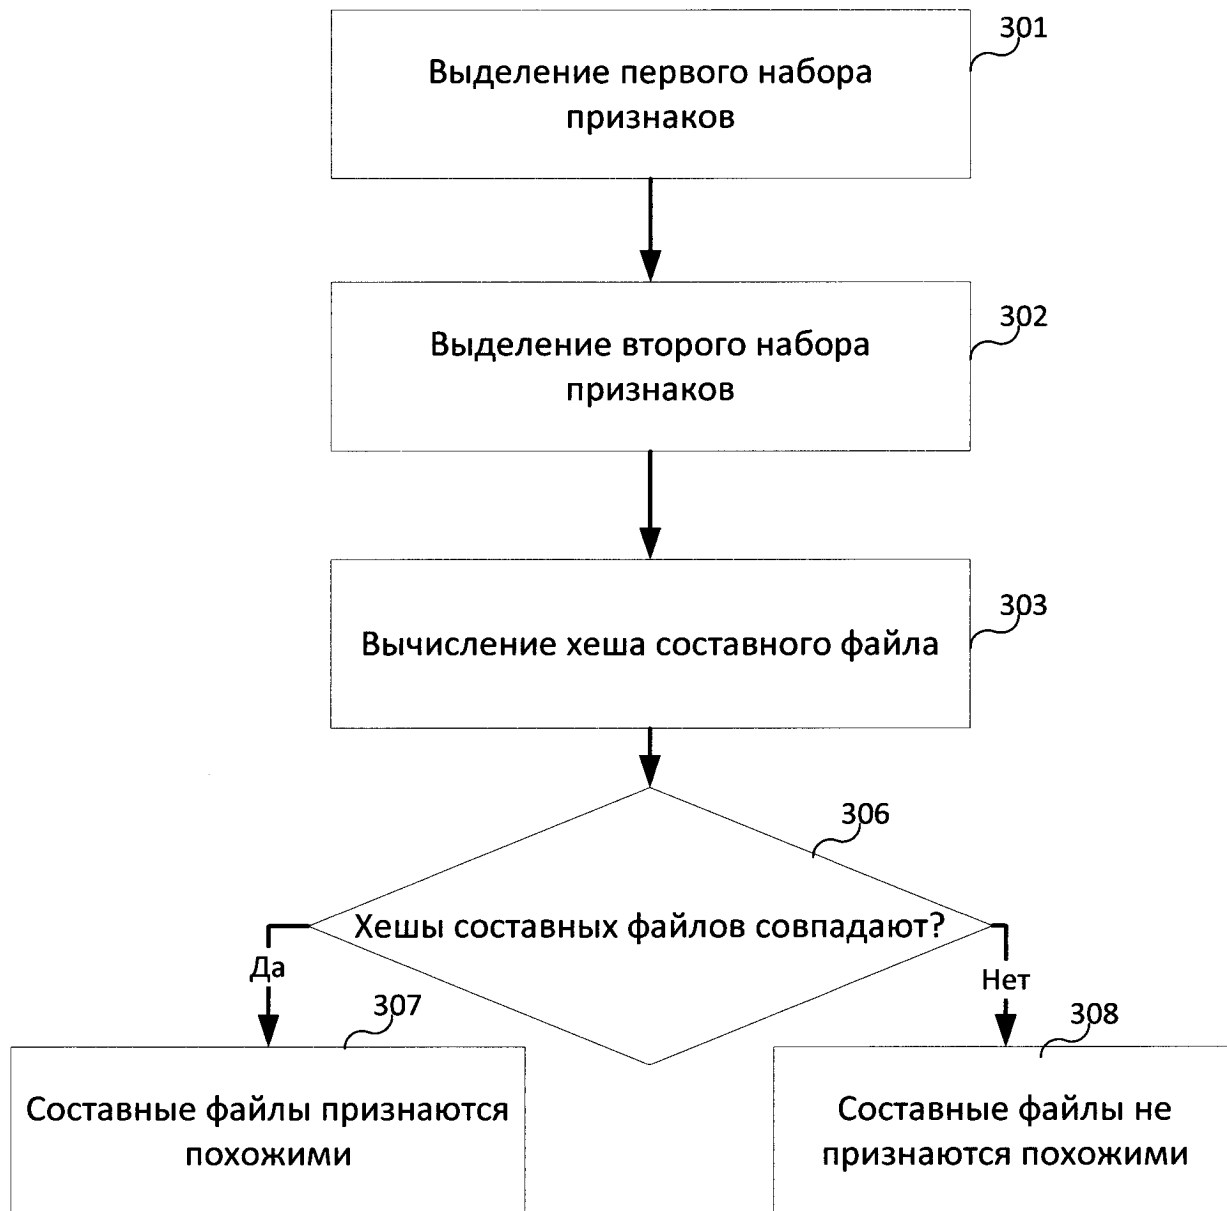 301
Выделение первого набора
признаков
302
Выделение второго набора
признаков
303
Вычисление хеша составного файла
306
Хешы составных файлов совпадают?
Да
Нет
307
Составные файлы признаются
похожими
308
Составные файлы не
признаются похожими